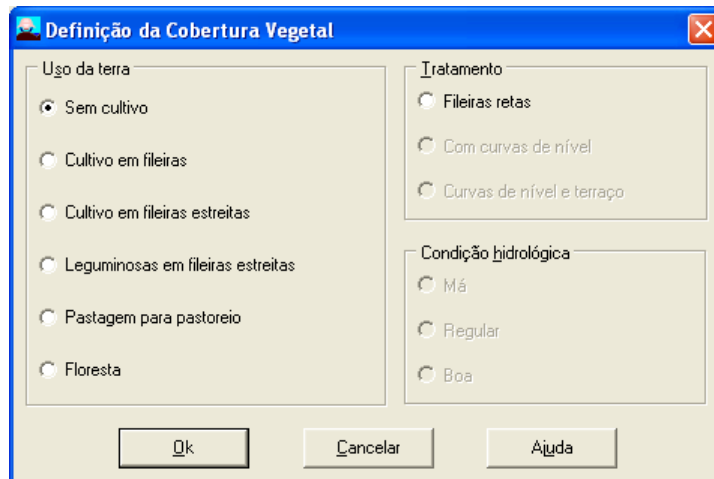 Definição da Cobertura Vegetal
Uso da terra
Sem cultivo
Cultivo em fileiras
Cultivo em fileiras estreitas
Leguminosas em fileiras estreitas
Pastagem para pastoreio
Floresta
Tratamento
Fileiras retas
Com curvas de nível
Curvas de nível e terraço
Condição hidrológica
Má
Regular
Boa
Ok
Cancelar
Ajuda